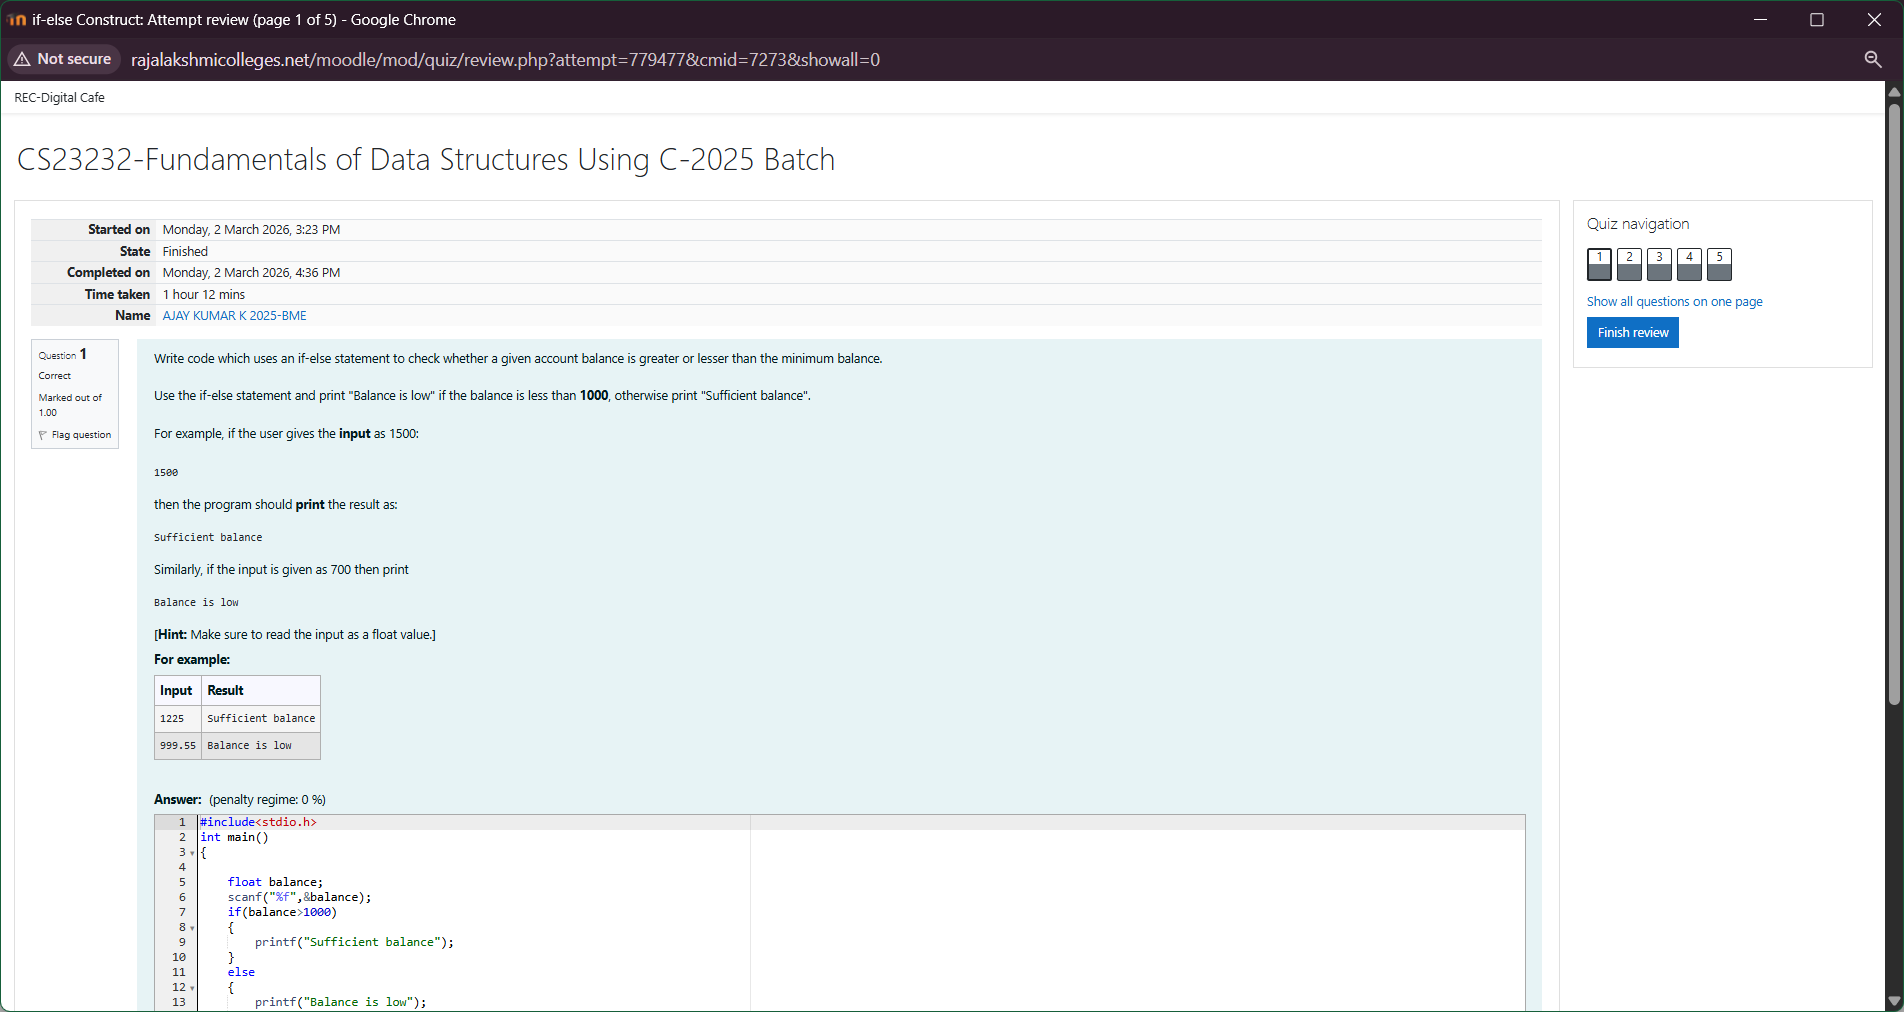 if-else Construct: Attempt review (page 1 of 5) - Google Chrome
Not secure rajalakshmicolleges.net/moodle/mod/quiz/review.php?attempt=779477&cmid=7273&showall=0
REC-Digital Cafe
CS23232-Fundamentals of Data Structures Using C-2025 Batch
Started on Monday, 2 March 2026, 3:23 PM
State Finished
Completed on Monday, 2 March 2026, 4:36 PM
Time taken 1 hour 12 mins
Name AJAY KUMAR K 2025-BME
Question 1
Correct
Marked out of
1.00
Flag question
Write code which uses an if-else statement to check whether a given account balance is greater or lesser than the minimum balance.
Use the if-else statement and print "Balance is low" if the balance is less than 1000, otherwise print "Sufficient balance".
For example, if the user gives the input as 1500:
1500
then the program should print the result as:
Sufficient balance
Similarly, if the input is given as 700 then print
Balance is low
[Hint: Make sure to read the input as a float value.]
For example:
Input Result
1225 Sufficient balance
999.55 Balance is low
Answer: (penalty regime: 0 %)
1 #include<stdio.h>
2 int main()
3 {
4
5 float balance;
6 scanf("%f",&balance);
7 if(balance>1000)
8 {
9 printf("Sufficient balance");
10 }
11 else
12 {
13 printf("Balance is low");
Quiz navigation
1 2 3 4 5
Show all questions on one page
Finish review